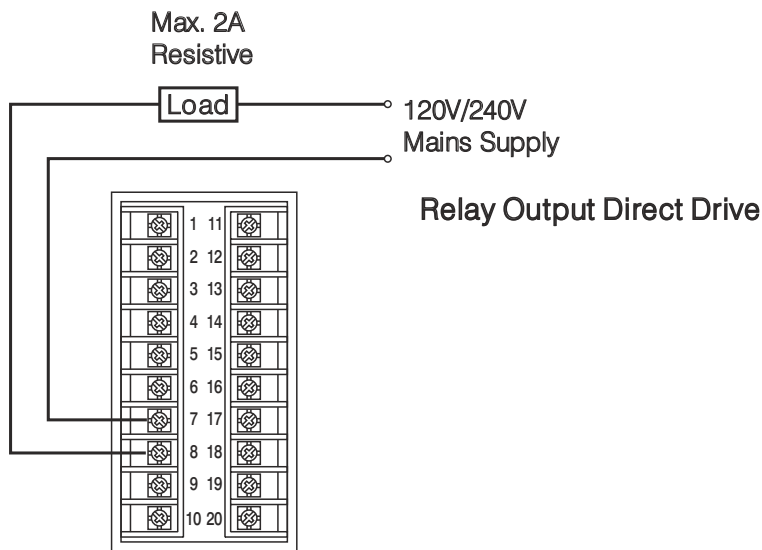 Max. 2A
Resistive
Load
120V/240V
Mains Supply
Relay Output Direct Drive
1 11
2 12
3 13
4 14
5 15
6 16
7 17
8 18
9 19
10 20